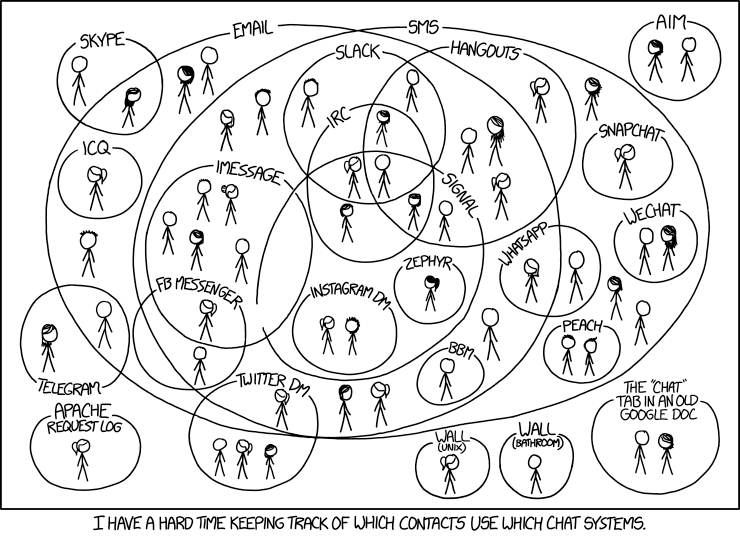 SKYPE
EMAIL
SMS
AIM
SLACK
HANGOUTS
IRC
SNAPCHAT
ICQ
IMESSAGE
SIGNAL
WECHAT
WHATSAPP
ZEPHYR
FB MESSENGER
INSTAGRAM DM
PEACH
BBM
TELEGRAM
TWITTER DM
THE "CHAT"
TAB IN AN OLD
GOOGLE DOC
APACHE
REQUEST LOG
WALL
(UNIX)
WALL
(BATHROOM)
I HAVE A HARD TIME KEEPING TRACK OF WHICH CONTACTS USE WHICH CHAT SYSTEMS.